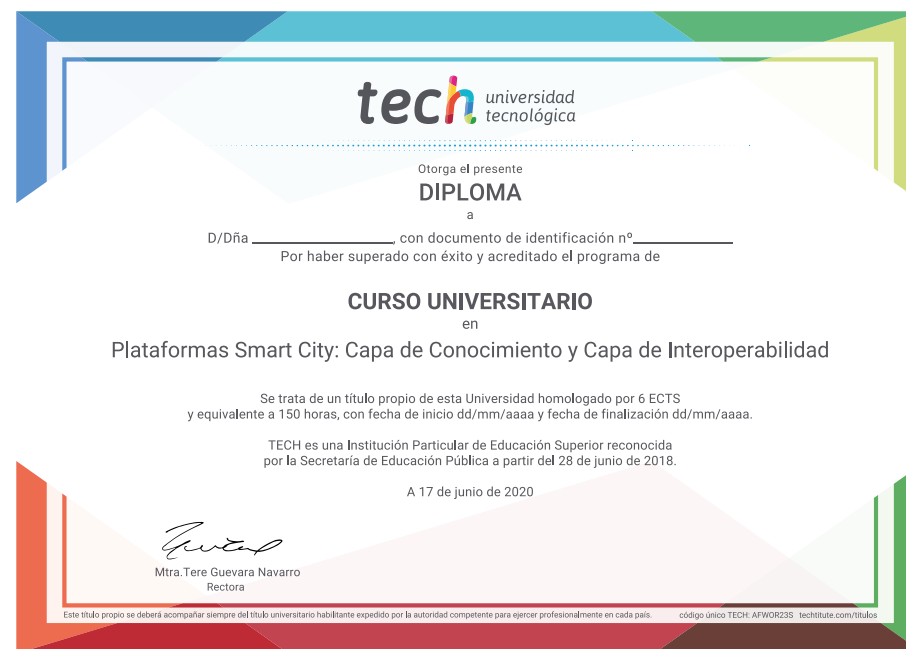 tech universidad
tecnológica
Otorga el presente
DIPLOMA
a
D/Dña ____________________, con documento de identificación nº______________
Por haber superado con éxito y acreditado el programa de
CURSO UNIVERSITARIO
en
Plataformas Smart City: Capa de Conocimiento y Capa de Interoperabilidad
Se trata de un título propio de esta Universidad homologado por 6 ECTS
y equivalente a 150 horas, con fecha de inicio dd/mm/aaaa y fecha de finalización dd/mm/aaaa.
TECH es una Institución Particular de Educación Superior reconocida
por la Secretaría de Educación Pública a partir del 28 de junio de 2018.
A 17 de junio de 2020
Mtra.Tere Guevara Navarro
Rectora
Este título propio se deberá acompañar siempre del título universitario habilitante expedido por la autoridad competente para ejercer profesionalmente en cada país. código único TECH: AFWOR23S techtitute.com/titulos